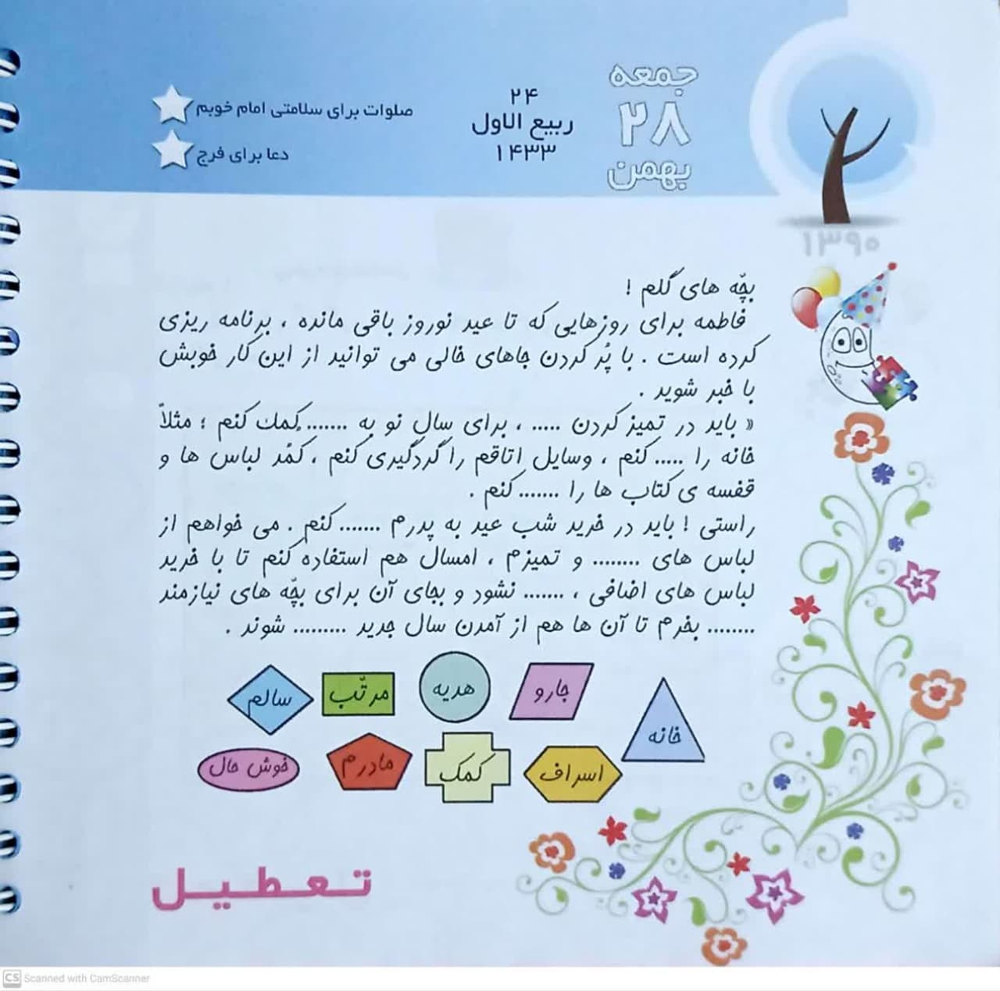 جمعه
۲۸
بهمن
۲۴
ربیع الاول
۱۴۳۳
صلوات برای سلامتی امام خوبم
دعا برای فرج
۱۳۹۰
بچّه های گلم !
فاطمه برای روزهایی که تا عید نوروز باقی مانده ، برنامه ریزی
کرده است . با پُر کردن جاهای خالی می توانید از این کار خوبش
با خبر شوید .
« باید در تمیز کردن ..... ، برای سال نو به ....... کمک کنم ؛ مثلاً
خانه را ..... کنم ، وسایل اتاقم را گردگیری کنم ، کمُد لباس ها و
قفسه ی کتاب ها را ....... کنم .
راستی ! باید در خرید شب عید به پدرم ....... کنم . می خواهم از
لباس های ........ و تمیزم ، امسال هم استفاده کنم تا با خرید
لباس های اضافی ، ....... نشود و بجای آن برای بچّه های نیازمند
........ بخرم تا آن ها هم از آمدن سال جدید ......... شوند .
خانه
جارو
هدیه
مرتّب
سالم
اسراف
کمک
مادرم
خوش حال
تعطیل
CS Scanned with CamScanner